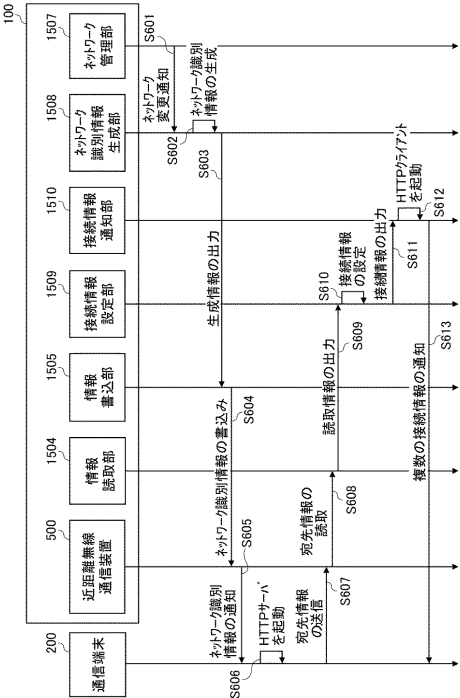 100
1507
ネットワーク
管理部
1508
ネットワーク
識別情報
生成部
1510
接続情報
通知部
1509
接続情報
設定部
1505
情報
書込部
1504
情報
読取部
500
近距離無線
通信装置
200
通信端末
S601
ネットワーク
変更通知
S602
ネットワーク識別
情報の生成
S603
生成情報の出力
S604
ネットワーク識別情報の書込み
S605
ネットワーク識別
情報の通知
S606
HTTPサーバ
を起動
S607
宛先情報
の送信
S608
宛先情報の
読取
S609
読取情報の出力
S610
接続情報
の設定
S611
接続情報の出力
S612
HTTPクライアント
を起動
S613
複数の接続情報の通知